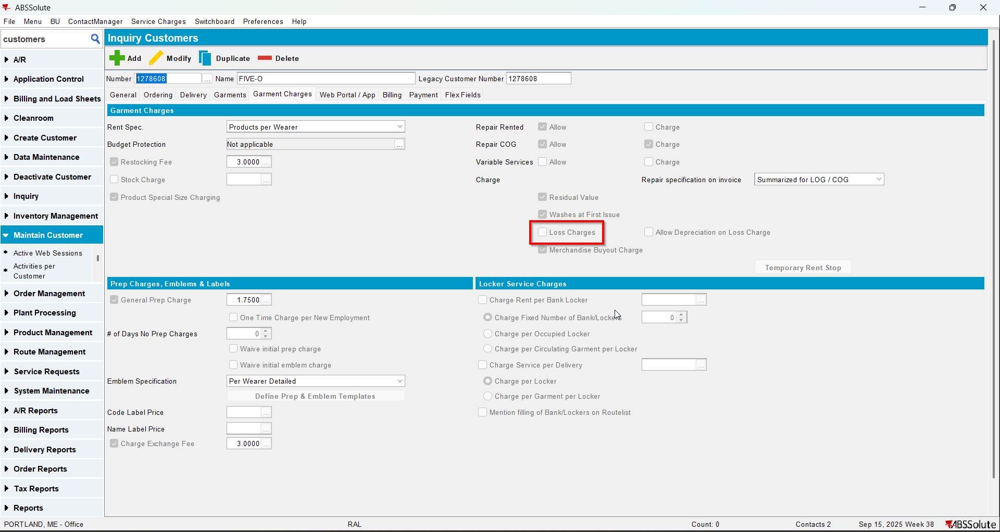 ABSSolute
File Menu BU ContactManager Service Charges Switchboard Preferences Help
customers
Inquiry Customers
Add Modify Duplicate Delete
Number 1278608 ... Name FIVE-O Legacy Customer Number 1278608
General Ordering Delivery Garments Garment Charges Web Portal / App Billing Payment Flex Fields
Garment Charges
Rent Spec. Products per Wearer
Budget Protection Not applicable ...
Restocking Fee 3.0000 ...
Stock Charge ...
Product Special Size Charging
Repair Rented Allow Charge
Repair COG Allow Charge
Variable Services Allow Charge
Charge Repair specification on invoice Summarized for LOG / COG
Residual Value
Washes at First Issue
Loss Charges Allow Depreciation on Loss Charge
Merchandise Buyout Charge
Temporary Rent Stop
Prep Charges, Emblems & Labels
General Prep Charge 1.7500 ...
One Time Charge per New Employment
# of Days No Prep Charges 0
Waive initial prep charge
Waive initial emblem charge
Emblem Specification Per Wearer Detailed
Define Prep & Emblem Templates
Code Label Price ...
Name Label Price ...
Charge Exchange Fee 3.0000 ...
Locker Service Charges
Charge Rent per Bank Locker ...
Charge Fixed Number of Bank/Lockers 0
Charge per Occupied Locker
Charge per Circulating Garment per Locker
Charge Service per Delivery ...
Charge per Locker
Charge per Garment per Locker
Mention filling of Bank/Lockers on Routelist
A/R
Application Control
Billing and Load Sheets
Cleanroom
Create Customer
Data Maintenance
Deactivate Customer
Inquiry
Inventory Management
Maintain Customer
Active Web Sessions
Activities per
Customer
Order Management
Plant Processing
Product Management
Route Management
Service Requests
System Maintenance
A/R Reports
Billing Reports
Delivery Reports
Order Reports
Tax Reports
Reports
PORTLAND, ME - Office RAL Count: 0 Contacts 2 Sep 15, 2025 Week 38 ABSSolute